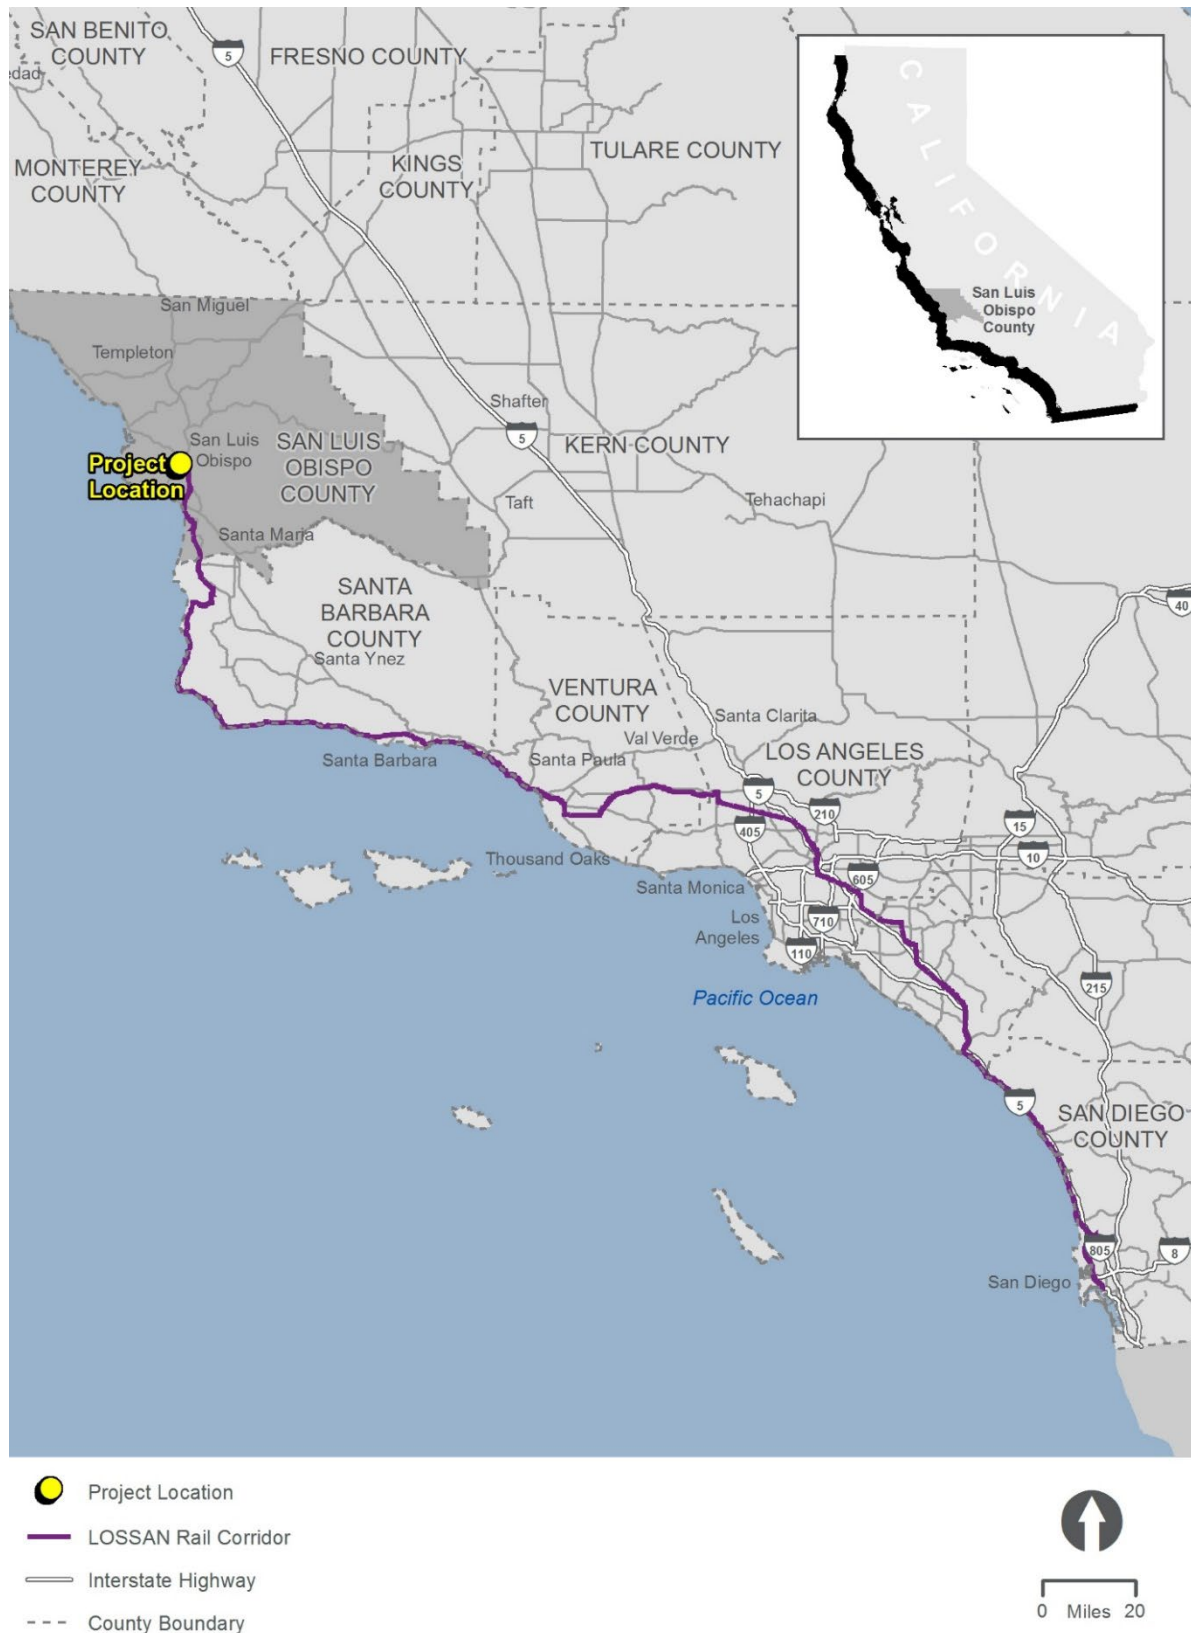 SAN BENITO
COUNTY
FRESNO COUNTY
5
edad
MONTEREY
COUNTY
KINGS
COUNTY
TULARE COUNTY
CALIFORNIA
San Luis
Obispo
County
San Miguel
Templeton
Shafter
5
KERN COUNTY
San Luis
Obispo
SAN LUIS
OBISPO
COUNTY
Project
Location
Taft
Tehachapi
Santa Maria
SANTA
BARBARA
COUNTY
Santa Ynez
40
VENTURA
COUNTY
Santa Clarita
Val Verde
LOS ANGELES
COUNTY
Santa Barbara
Santa Paula
5
210
405
15
10
Thousand Oaks
605
Santa Monica
Los
Angeles
710
110
215
Pacific Ocean
5
SAN DIEGO
COUNTY
805
8
San Diego
Project Location
LOSSAN Rail Corridor
Interstate Highway
County Boundary
0 Miles 20